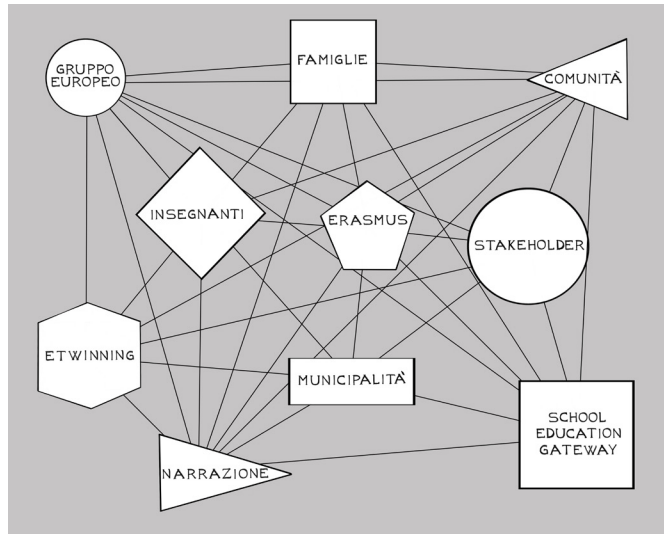 GRUPPO
EUROPEO
FAMIGLIE
COMUNITÀ
INSEGNANTI
ERASMUS
STAKEHOLDER
ETWINNING
MUNICIPALITÀ
SCHOOL
EDUCATION
GATEWAY
NARRAZIONE